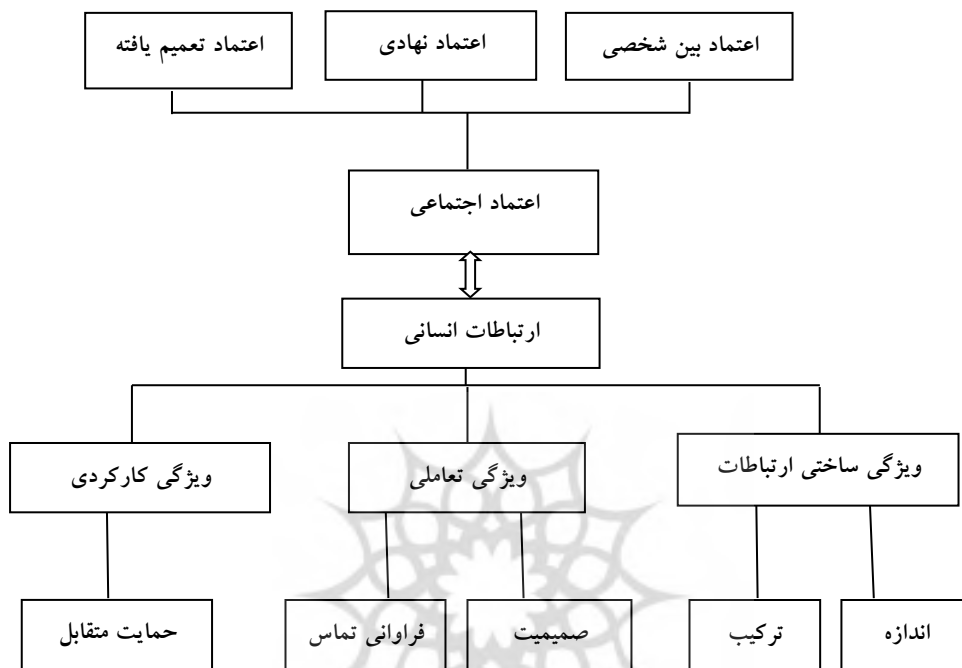 اعتماد بین شخصی
اعتماد نهادی
اعتماد تعمیم یافته
اعتماد اجتماعی
ارتباطات انسانی
ویژگی ساختی ارتباطات
ویژگی تعاملی
ویژگی کارکردی
اندازه
ترکیب
صمیمیت
فراوانی تماس
حمایت متقابل